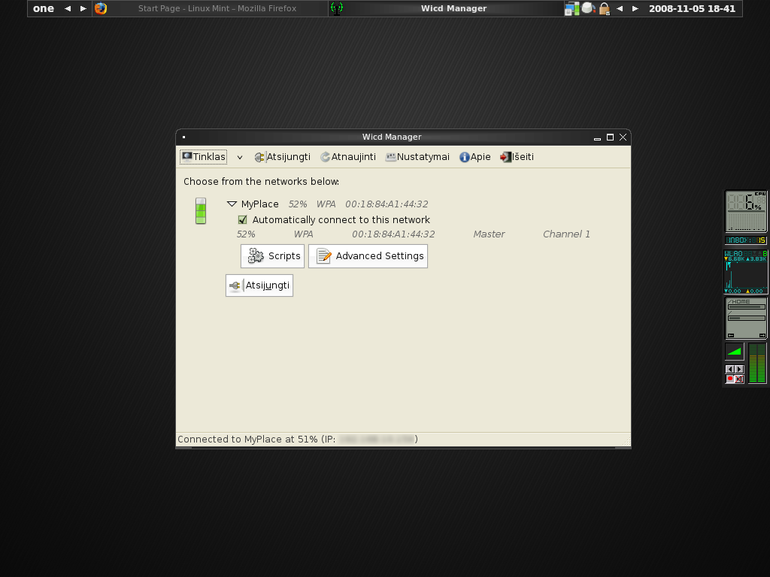 one Start Page - Linux Mint - Mozilla Firefox Wicd Manager 2008-11-05 18-41
Wicd Manager
Tinklas Atsijungti Atnaujinti Nustatymai Apie Išeiti
Choose from the networks below:
MyPlace 52% WPA 00:18:84:A1:44:32
Automatically connect to this network
52% WPA 00:18:84:A1:44:32 Master Channel 1
Scripts Advanced Settings
Atsijungti
Connected to MyPlace at 51% (IP: )
CPU
6%
INBOX: 15
WLAN0
/HOME
/